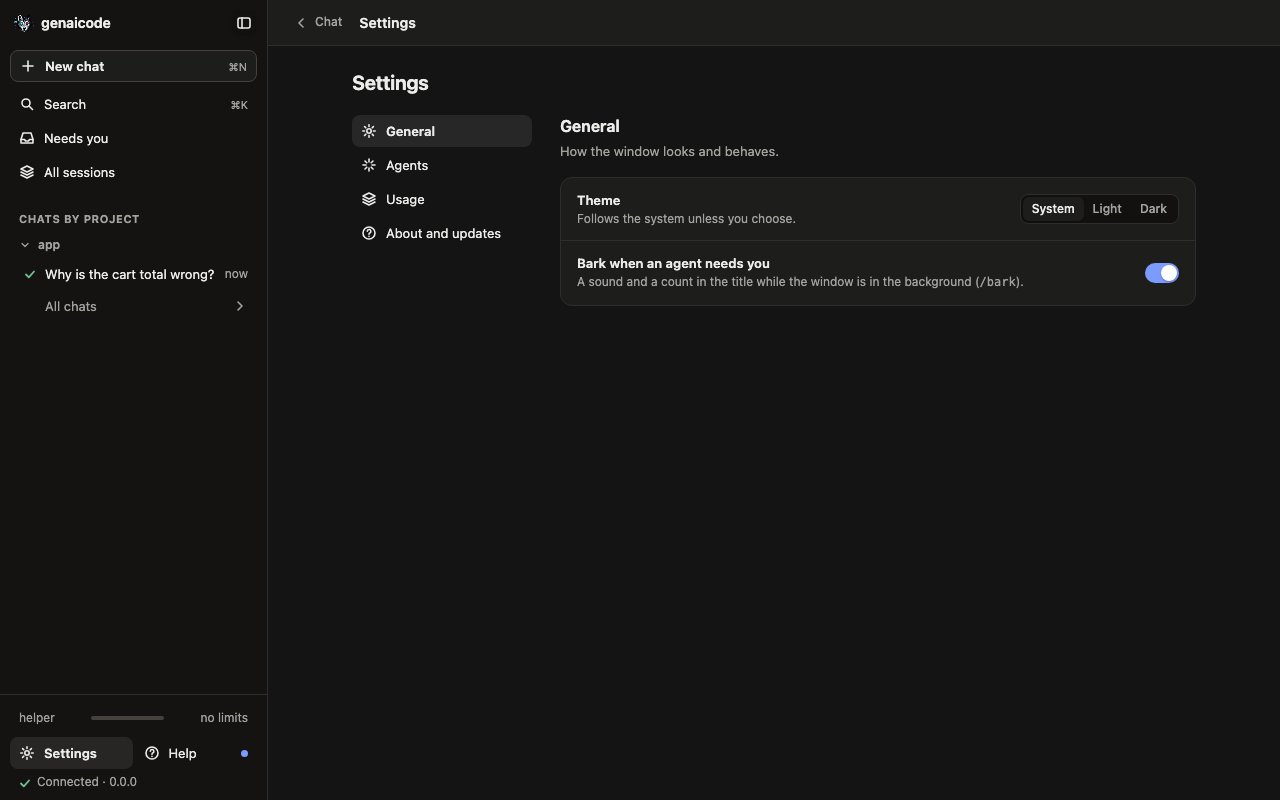 genaicode
New chat ⌘N
Search ⌘K
Needs you
All sessions
CHATS BY PROJECT
app
Why is the cart total wrong? now
All chats
helper no limits
Settings Help
Connected · 0.0.0
Chat Settings
Settings
General
Agents
Usage
About and updates
General
How the window looks and behaves.
Theme
Follows the system unless you choose.
System Light Dark
Bark when an agent needs you
A sound and a count in the title while the window is in the background (/bark).